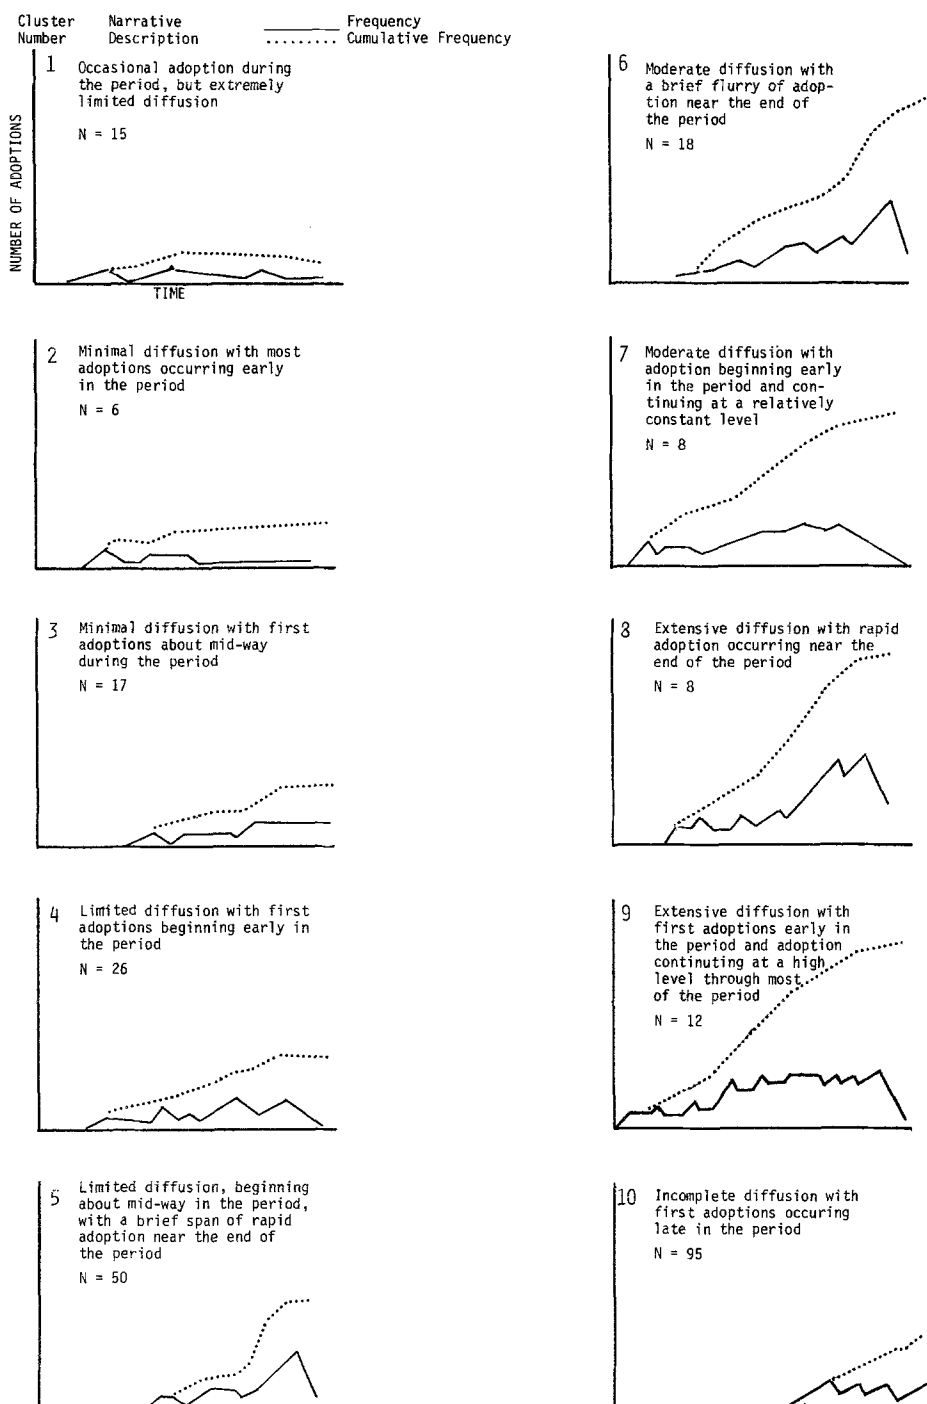 Cluster Narrative Frequency
Number Description Cumulative Frequency
NUMBER OF ADOPTIONS
1 Occasional adoption during
the period, but extremely
limited diffusion
N = 15
TIME
2 Minimal diffusion with most
adoptions occurring early
in the period
N = 6
3 Minimal diffusion with first
adoptions about mid-way
during the period
N = 17
4 Limited diffusion with first
adoptions beginning early in
the period
N = 26
5 Limited diffusion, beginning
about mid-way in the period,
with a brief span of rapid
adoption near the end of
the period
N = 50
6 Moderate diffusion with
a brief flurry of adop-
tion near the end of
the period
N = 18
7 Moderate diffusion with
adoption beginning early
in the period and con-
tinuing at a relatively
constant level
N = 8
8 Extensive diffusion with rapid
adoption occurring near the
end of the period
N = 8
9 Extensive diffusion with
first adoptions early in
the period and adoption
continuting at a high
level through most
of the period
N = 12
10 Incomplete diffusion with
first adoptions occuring
late in the period
N = 95